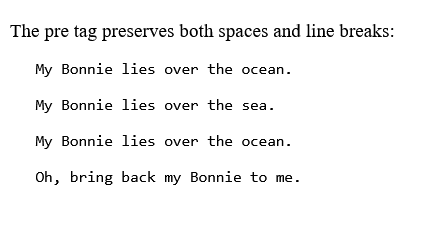 The pre tag preserves both spaces and line breaks:
My Bonnie lies over the ocean.
My Bonnie lies over the sea.
My Bonnie lies over the ocean.
Oh, bring back my Bonnie to me.